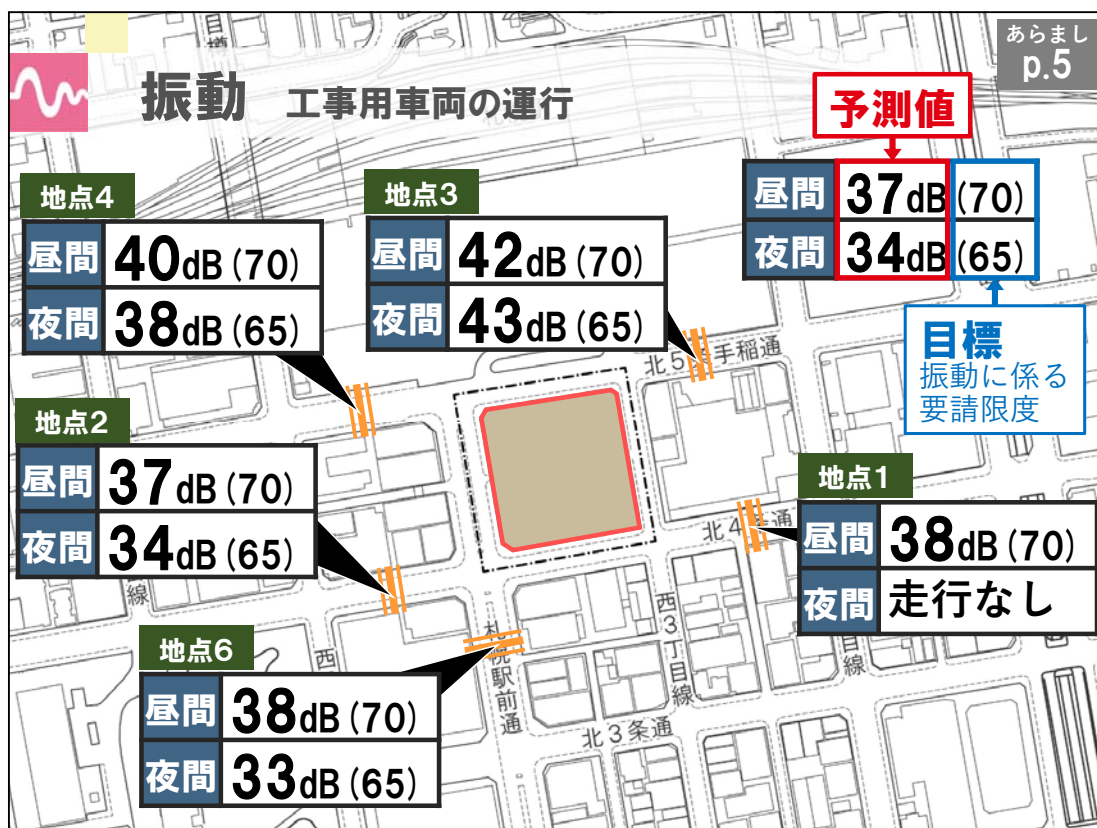 振動 工事用車両の運行
あらまし
p.5
予測値
昼間 37dB (70)
夜間 34dB (65)
目標
振動に係る
要請限度
地点4
昼間 40dB (70)
夜間 38dB (65)
地点3
昼間 42dB (70)
夜間 43dB (65)
北5条手稲通
地点2
昼間 37dB (70)
夜間 34dB (65)
地点1
昼間 38dB (70)
夜間 走行なし
北4条通
西3丁目線
札幌駅前通
北3条通
地点6
昼間 38dB (70)
夜間 33dB (65)
目線
線
西